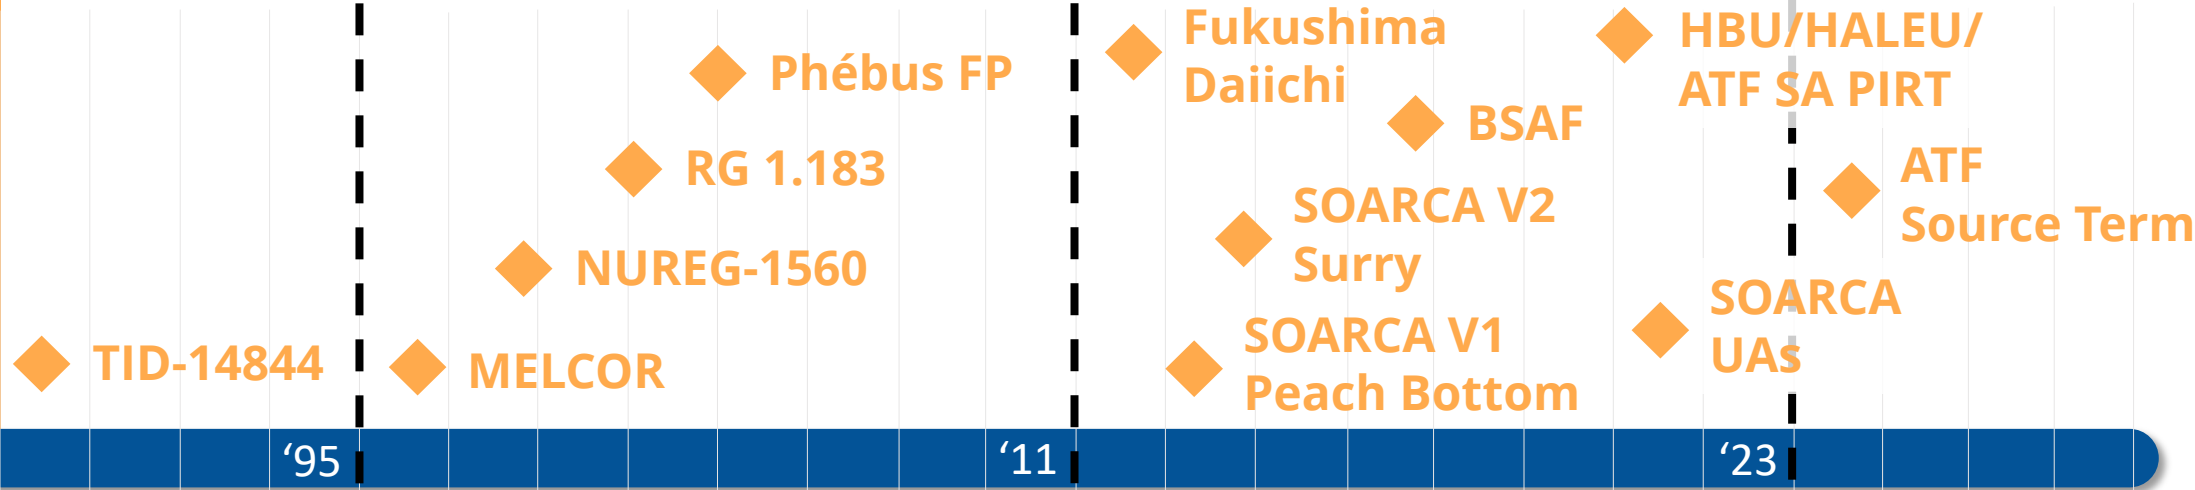 Fukushima
Daiichi
HBU/HALEU/
ATF SA PIRT
Phébus FP
BSAF
RG 1.183
ATF
Source Term
SOARCA V2
Surry
NUREG-1560
SOARCA
UAs
SOARCA V1
Peach Bottom
TID-14844
MELCOR
‘95
‘11
‘23